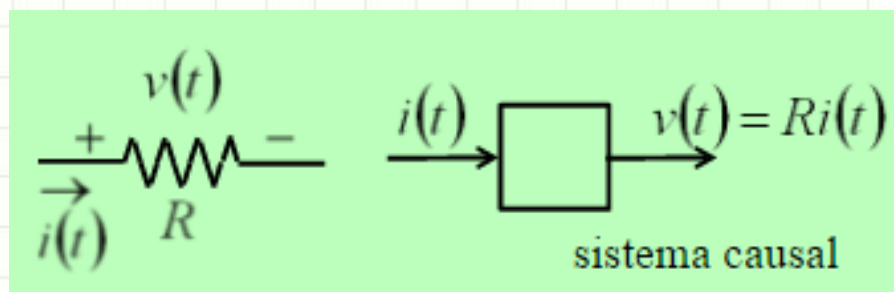 v(t)
+ −
i(t) R
i(t) v(t) = Ri(t)
sistema causal